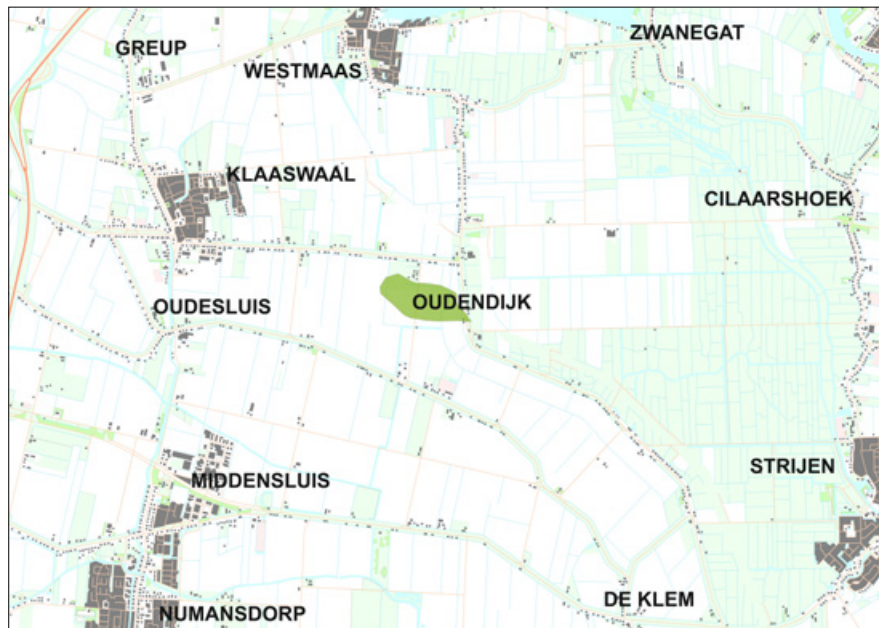 ZWANEGAT
GREUP
WESTMAAS
KLAASWAAL
CILAARSHOEK
OUDESLUIS
OUDENDIJK
STRIJEN
MIDDENSLUIS
DE KLEM
NUMANSDORP